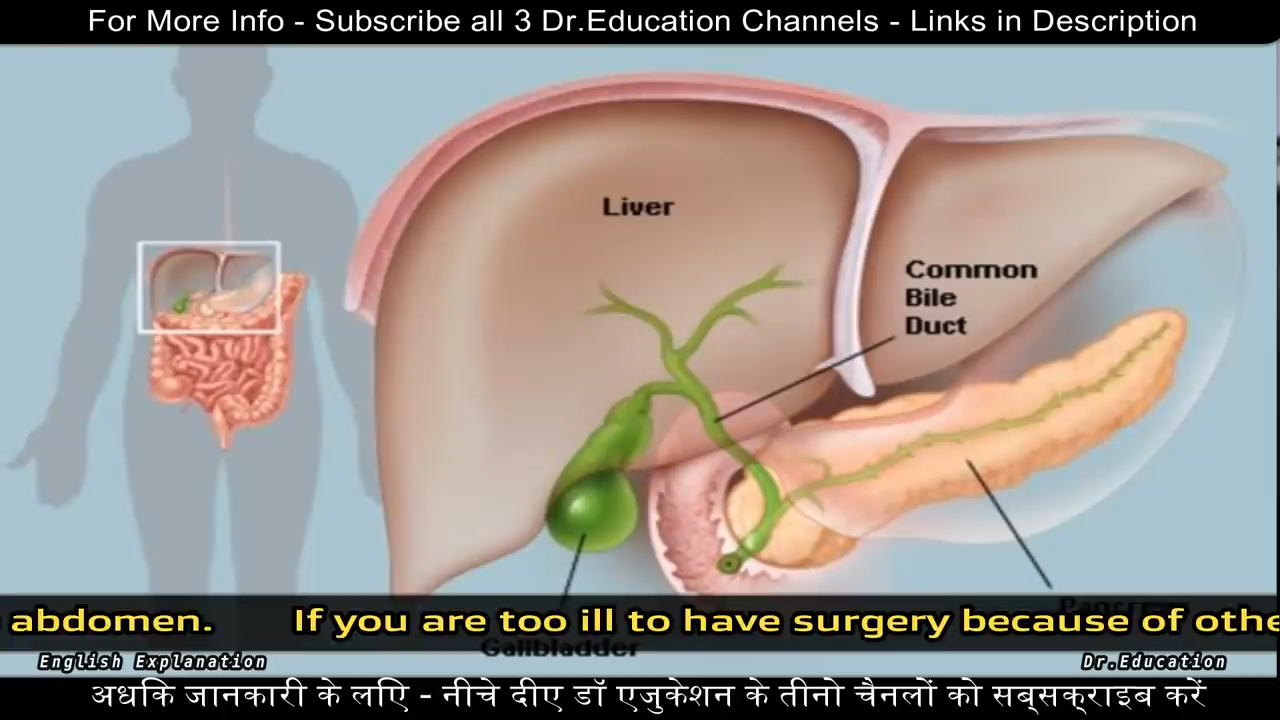 For More Info - Subscribe all 3 Dr.Education Channels - Links in Description
Liver
Common
Bile
Duct
Pancreas
abdomen. If you are too ill to have surgery because of othe
Gallbladder
English Explanation
Dr.Education
अधकि जानकारी के लिए - नीचे दीए डॉ एजुकेशन के तीनो चैनलों को सब्सक्राइब करें